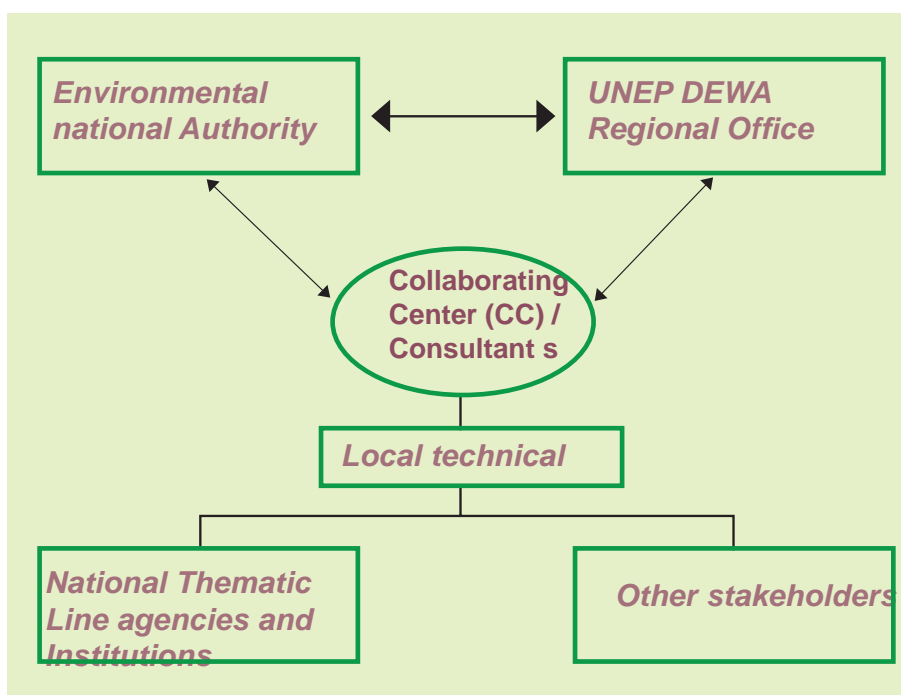 Environmental
national Authority
UNEP DEWA
Regional Office
Collaborating
Center (CC) /
Consultant s
Local technical
National Thematic
Line agencies and
Institutions
Other stakeholders